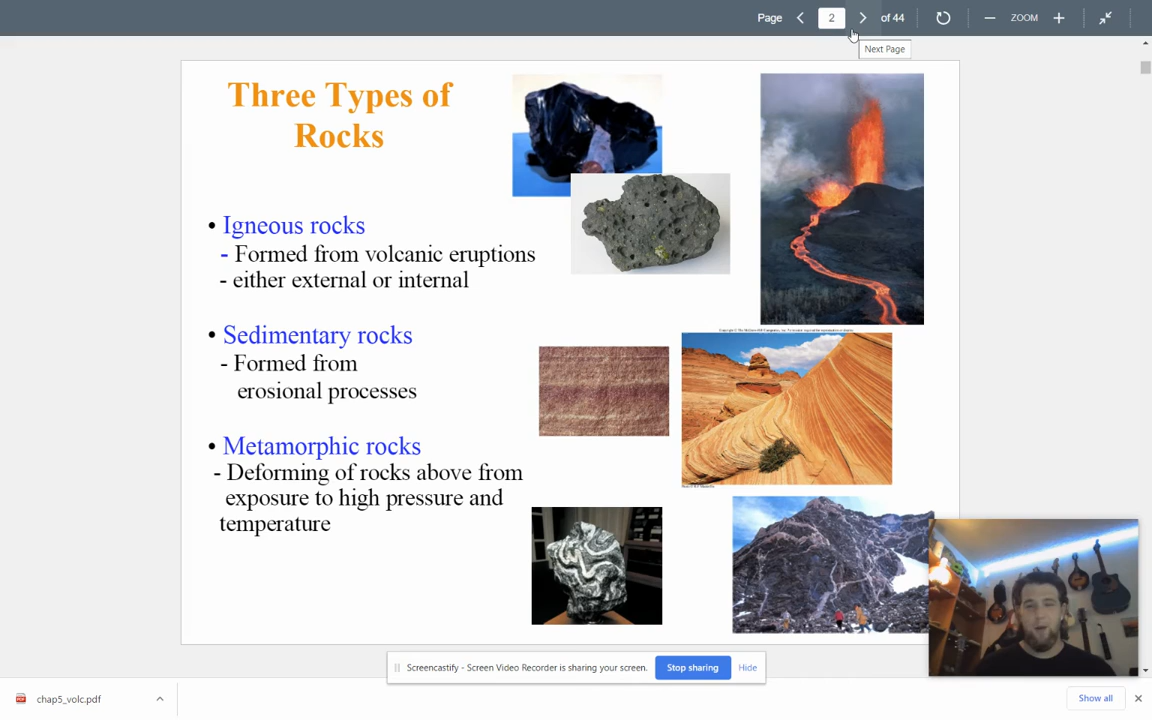 Page 2 of 44 ZOOM
Next Page
Three Types of
Rocks
• Igneous rocks
- Formed from volcanic eruptions
- either external or internal
• Sedimentary rocks
- Formed from
erosional processes
• Metamorphic rocks
- Deforming of rocks above from
exposure to high pressure and
temperature
Screencastify - Screen Video Recorder is sharing your screen. Stop sharing Hide
chap5_volc.pdf
Show all